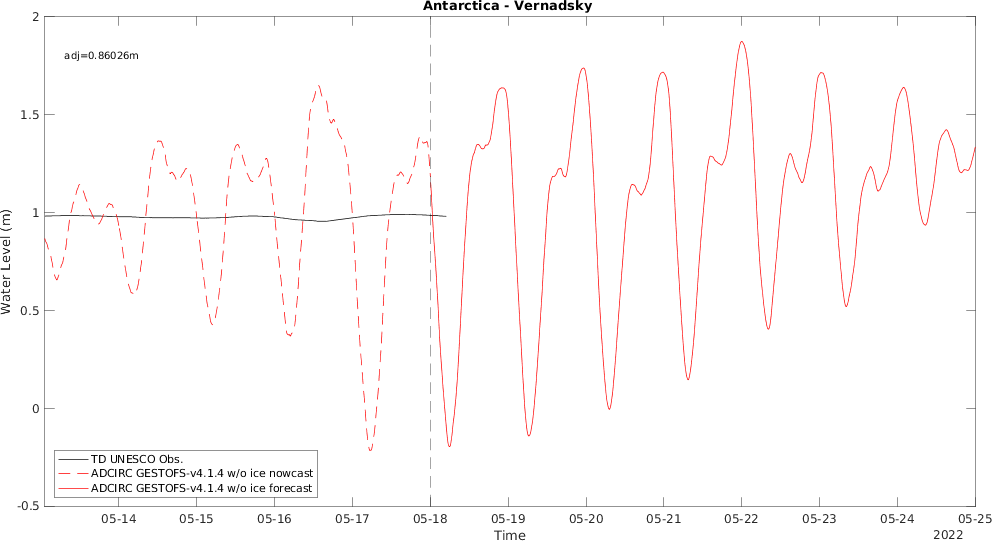 Antarctica - Vernadsky
adj=0.86026m
Water Level (m)
2
1.5
1
0.5
0
-0.5
TD UNESCO Obs.
ADCIRC GESTOFS-v4.1.4 w/o ice nowcast
ADCIRC GESTOFS-v4.1.4 w/o ice forecast
05-14 05-15 05-16 05-17 05-18 05-19 05-20 05-21 05-22 05-23 05-24 05-25
Time
2022